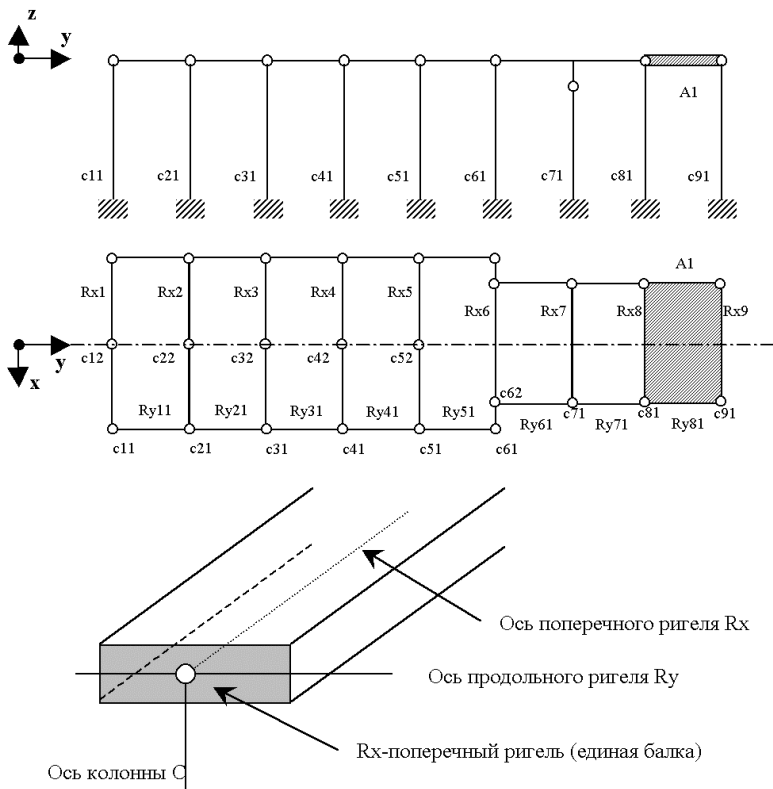 z
y
A1
c11 c21 c31 c41 c51 c61 c71 c81 c91
A1
Rx1 Rx2 Rx3 Rx4 Rx5 Rx6 Rx7 Rx8 Rx9
y
c12 c22 c32 c42 c52
x
c62
Ry11 Ry21 Ry31 Ry41 Ry51 Ry61 c71 Ry71 c81 Ry81 c91
c11 c21 c31 c41 c51 c61
Ось поперечного ригеля Rx
Ось продольного ригеля Ry
Rx-поперечный ригель (единая балка)
Ось колонны С